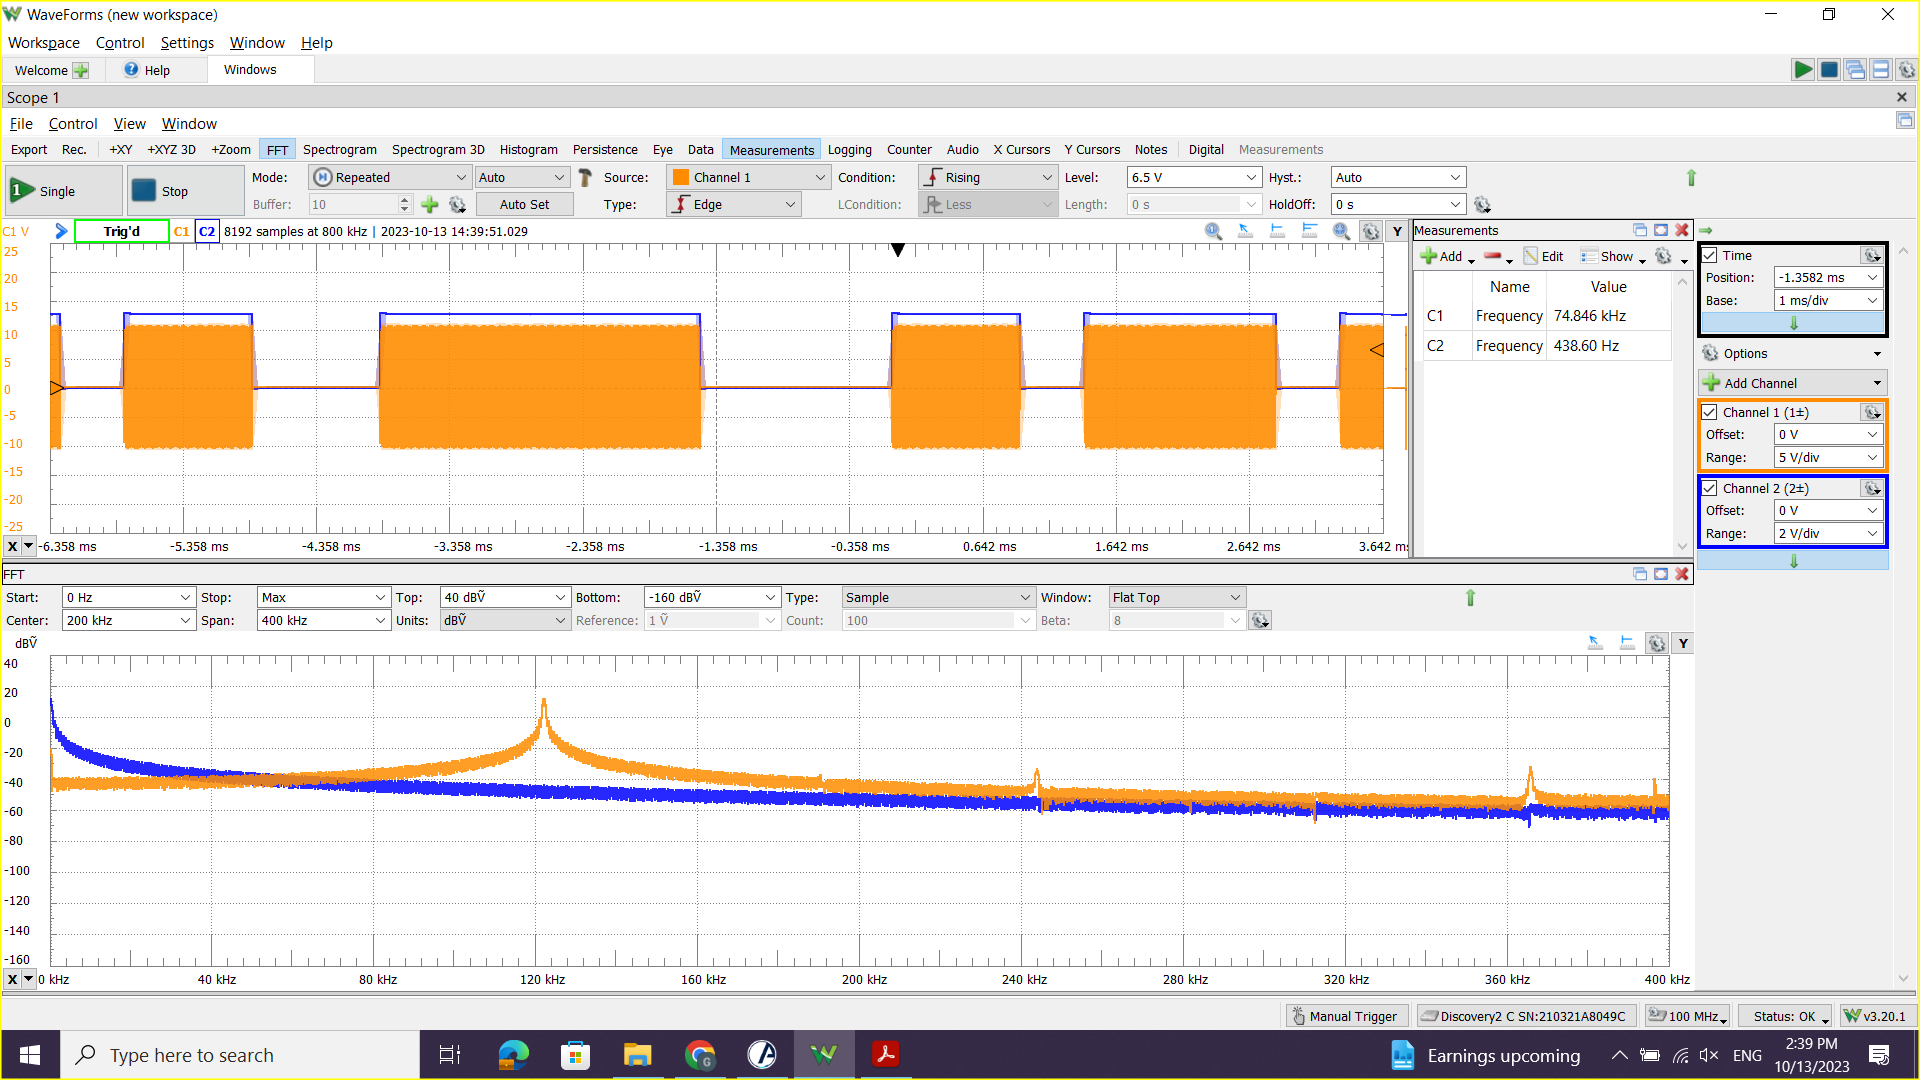 WaveForms (new workspace)
Workspace Control Settings Window Help
Welcome Help Windows
Scope 1
File Control View Window
Export Rec. +XY +XYZ 3D +Zoom FFT Spectrogram Spectrogram 3D Histogram Persistence Eye Data Measurements Logging Counter Audio X Cursors Y Cursors Notes Digital Measurements
Single Stop Mode: Repeated Auto Source: Channel 1 Condition: Rising Level: 6.5 V Hyst.: Auto
Buffer: 10 Auto Set Type: Edge LCondition: Less Length: 0 s HoldOff: 0 s
C1 V Trig'd C1 C2 8192 samples at 800 kHz | 2023-10-13 14:39:51.029 Y
25
20
15
10
5
0
-5
-10
-15
-20
-25
X -6.358 ms -5.358 ms -4.358 ms -3.358 ms -2.358 ms -1.358 ms -0.358 ms 0.642 ms 1.642 ms 2.642 ms 3.642 ms
Measurements
Add Edit Show
Name Value
C1 Frequency 74.846 kHz
C2 Frequency 438.60 Hz
Time
Position: -1.3582 ms
Base: 1 ms/div
Options
Add Channel
Channel 1 (1±)
Offset: 0 V
Range: 5 V/div
Channel 2 (2±)
Offset: 0 V
Range: 2 V/div
FFT
Start: 0 Hz Stop: Max Top: 40 dBṼ Bottom: -160 dBṼ Type: Sample Window: Flat Top
Center: 200 kHz Span: 400 kHz Units: dBṼ Reference: 1 Ṽ Count: 100 Beta: 8
dBṼ Y
40
20
0
-20
-40
-60
-80
-100
-120
-140
-160
X 0 kHz 40 kHz 80 kHz 120 kHz 160 kHz 200 kHz 240 kHz 280 kHz 320 kHz 360 kHz 400 kHz
Manual Trigger Discovery2 C SN:210321A8049C 100 MHz Status: OK v3.20.1
Type here to search Earnings upcoming ENG 2:39 PM
10/13/2023